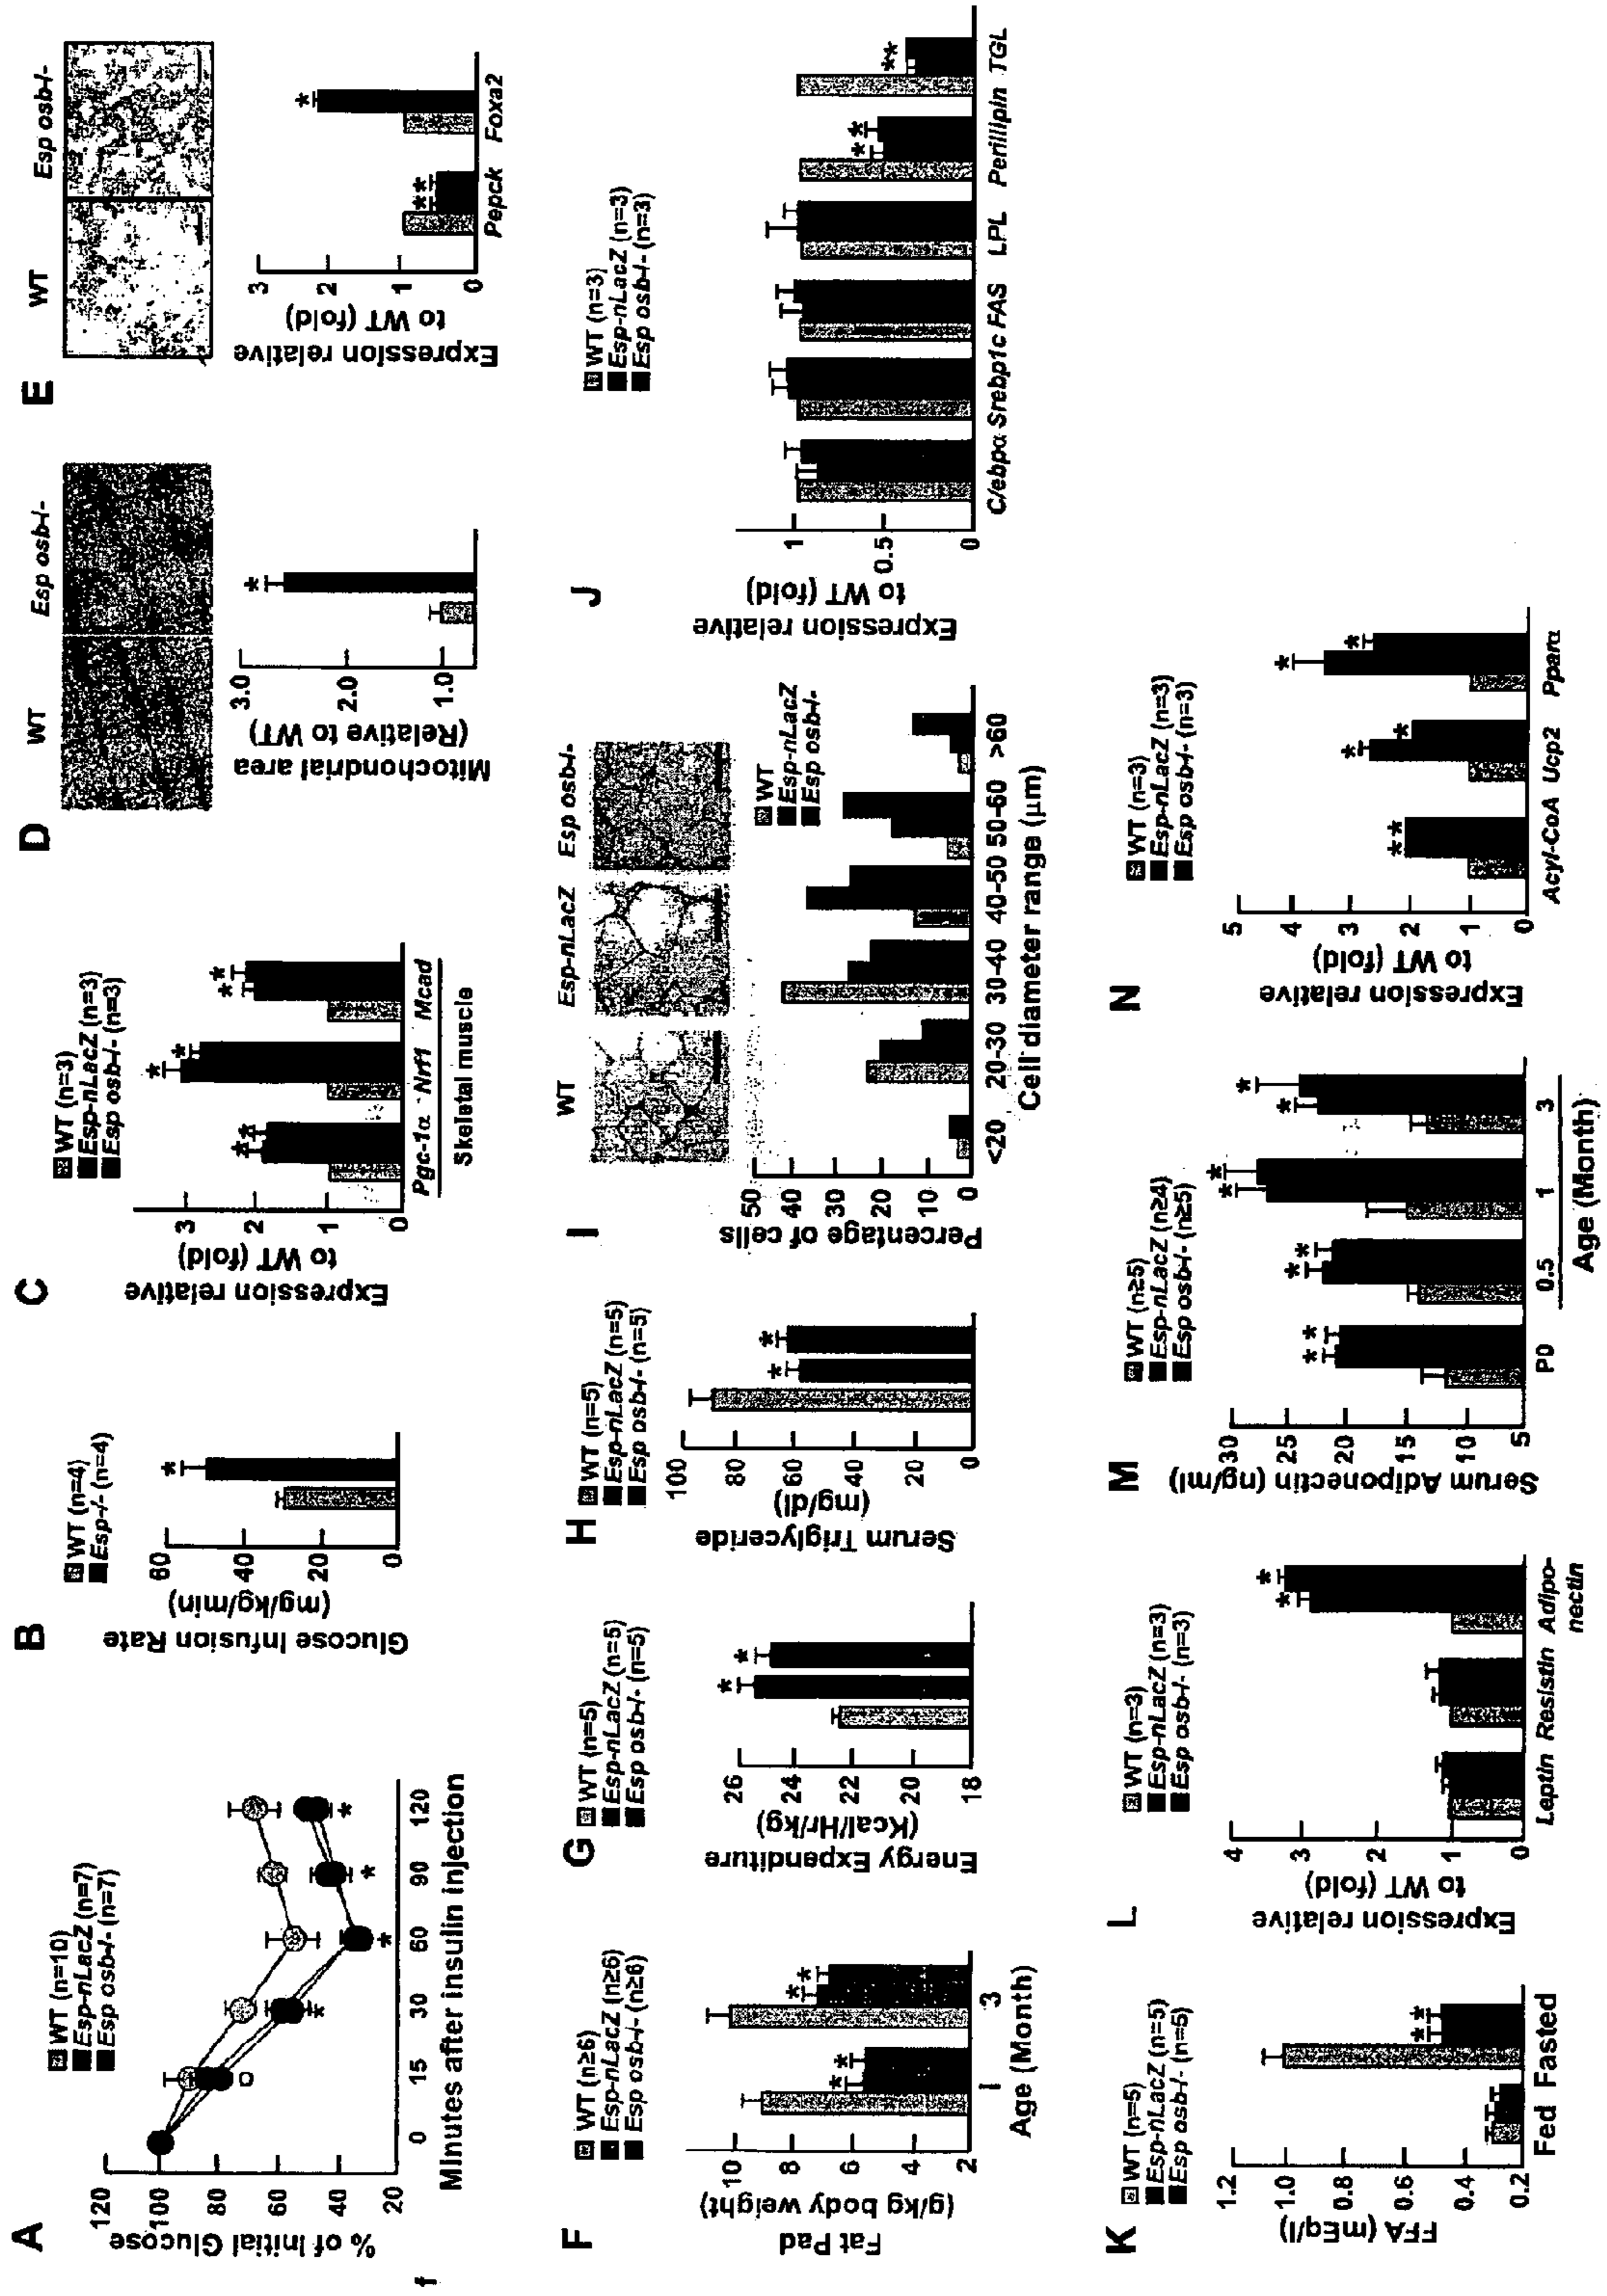 A
WT (n=10)
Esp-nLacZ (n=7)
Esp osb-/- (n=7)
% of Initial Glucose
120
100
80
60
40
20
0 15 30 60 90 120
Minutes after insulin injection
B
WT (n=4)
Esp-/- (n=4)
Glucose Infusion Rate
(mg/kg/min)
60
40
20
0
C
WT (n=3)
Esp-nLacZ (n=3)
Esp osb-/- (n=3)
Expression relative
to WT (fold)
3
2
1
0
Pgc-1α Nrf1 Mcad
Skeletal muscle
D
WT Esp osb-/-
Mitochondrial area
(Relative to WT)
3.0
2.0
1.0
E
WT Esp osb-/-
Expression relative
to WT (fold)
3
2
1
0
Pepck Foxa2
F
WT (n≥6)
Esp-nLacZ (n≥6)
Esp osb-/- (n≥6)
Fat Pad
(g/kg body weight)
10
8
6
4
2
1 3
Age (Month)
G
WT (n=5)
Esp-nLacZ (n=5)
Esp osb-/- (n=5)
Energy Expenditure
(Kcal/Hr/kg)
26
24
22
20
18
H
WT (n=5)
Esp-nLacZ (n=5)
Esp osb-/- (n=5)
Serum Triglyceride
(mg/dl)
100
80
60
40
20
0
I
WT Esp-nLacZ Esp osb-/-
WT
Esp-nLacZ
Esp osb-/-
Percentage of cells
50
40
30
20
10
0
<20 20-30 30-40 40-50 50-60 >60
Cell diameter range (μm)
J
WT (n=3)
Esp-nLacZ (n=3)
Esp osb-/- (n=3)
Expression relative
to WT (fold)
1
0.5
0
C/ebpα Srebp1c FAS LPL Perilipin TGL
K
WT (n=5)
Esp-nLacZ (n=5)
Esp osb-/- (n=5)
FFA (mEq/l)
1.2
1.0
0.8
0.6
0.4
0.2
Fed Fasted
L
WT (n=3)
Esp-nLacZ (n=3)
Esp osb-/- (n=3)
Expression relative
to WT (fold)
4
3
2
1
0
Leptin Resistin Adipo-
nectin
M
WT (n≥5)
Esp-nLacZ (n≥4)
Esp osb-/- (n≥5)
Serum Adiponectin (ng/ml)
30
25
20
15
10
5
P0 0.5 1 3
Age (Month)
N
WT (n=3)
Esp-nLacZ (n=3)
Esp osb-/- (n=3)
Expression relative
to WT (fold)
5
4
3
2
1
0
Acyl-CoA Ucp2 Pparα